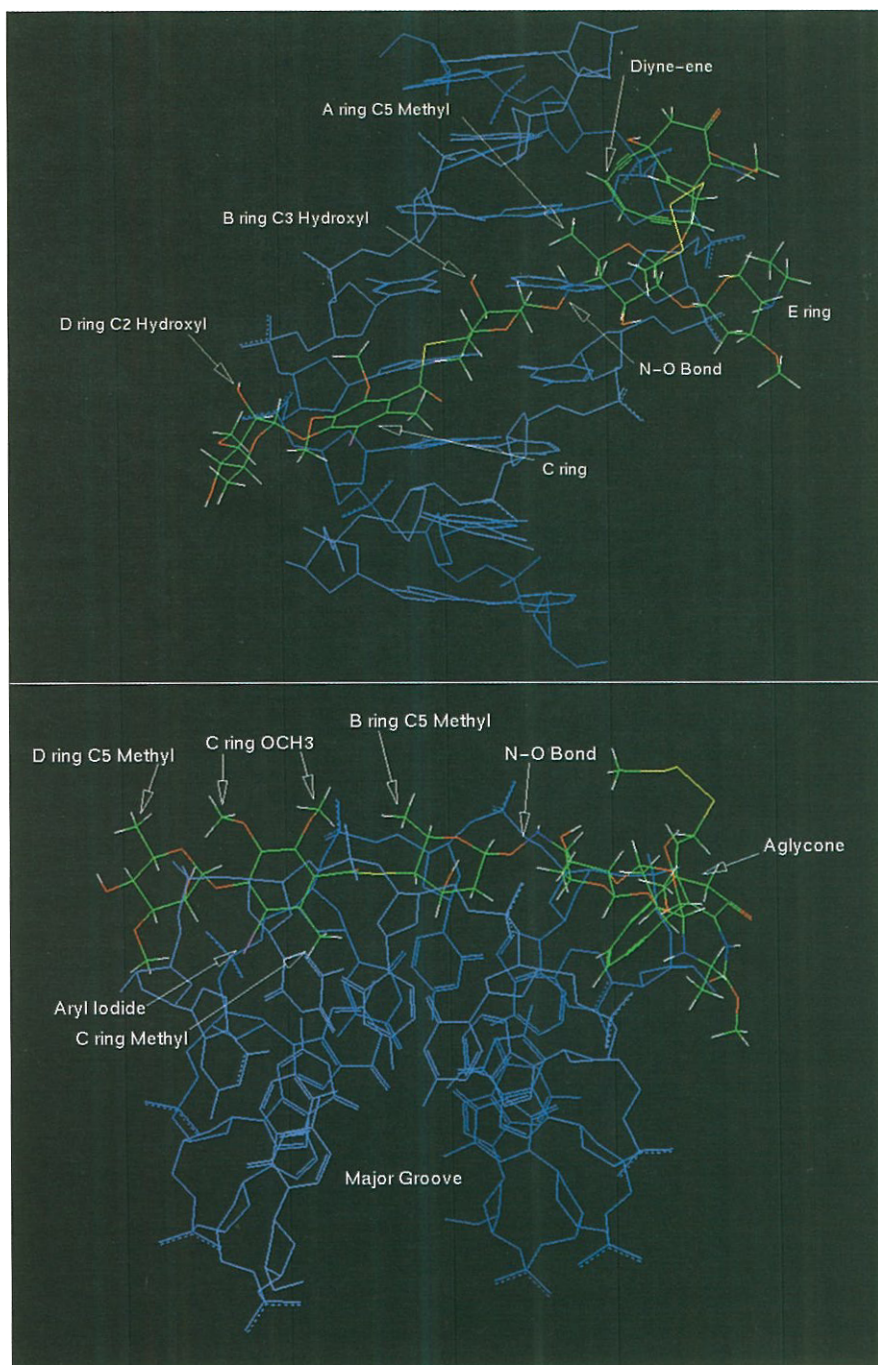 Diyne-ene
A ring C5 Methyl
B ring C3 Hydroxyl
D ring C2 Hydroxyl
E ring
N-O Bond
C ring
B ring C5 Methyl
C ring OCH3
D ring C5 Methyl
N-O Bond
Aglycone
Aryl Iodide
C ring Methyl
Major Groove